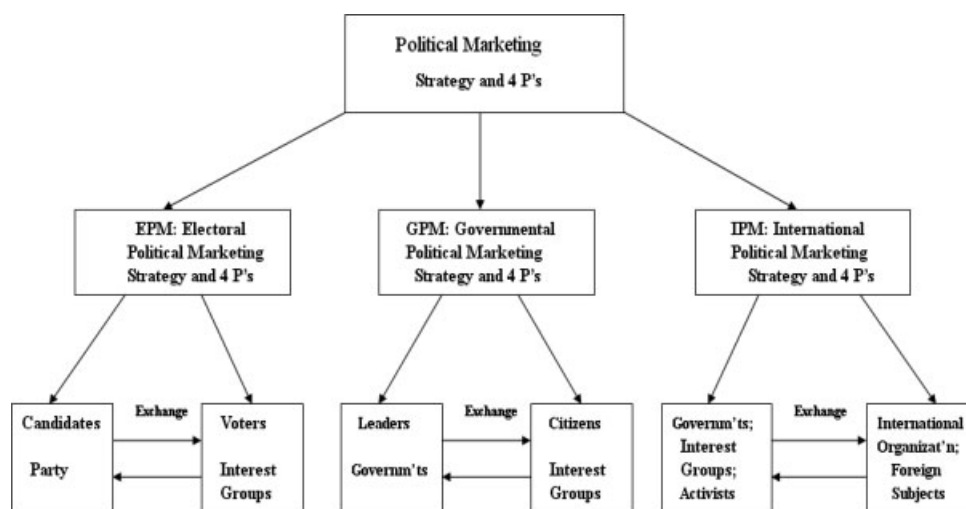 Political Marketing
Strategy and 4 P's
EPM: Electoral
Political Marketing
Strategy and 4 P's
GPM: Governmental
Political Marketing
Strategy and 4 P's
IPM: International
Political Marketing
Strategy and 4 P's
Candidates
Party
Exchange
Voters
Interest
Groups
Leaders
Governm'ts
Exchange
Citizens
Interest
Groups
Governm'ts;
Interest
Groups;
Activists
Exchange
International
Organizat'n;
Foreign
Subjects